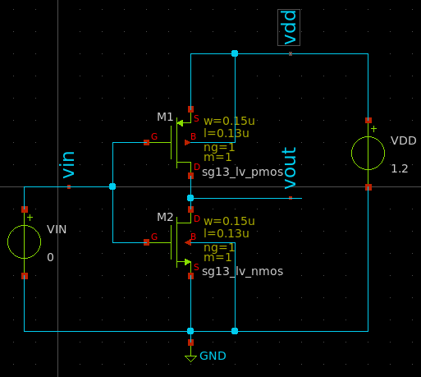 vdd
S
M1
w=0.15u
l=0.13u
G
B
ng=1
m=1
D
sg13_lv_pmos
+
VDD
1.2
vin
vout
M2
D
w=0.15u
l=0.13u
G
B
ng=1
m=1
S
sg13_lv_nmos
+
VIN
0
GND